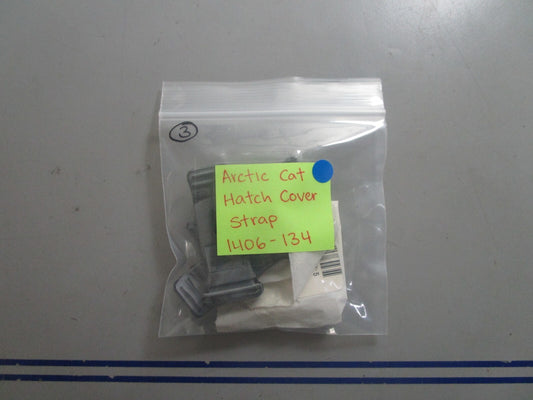 3
Arctic Cat
Hatch Cover
Strap
1406-134